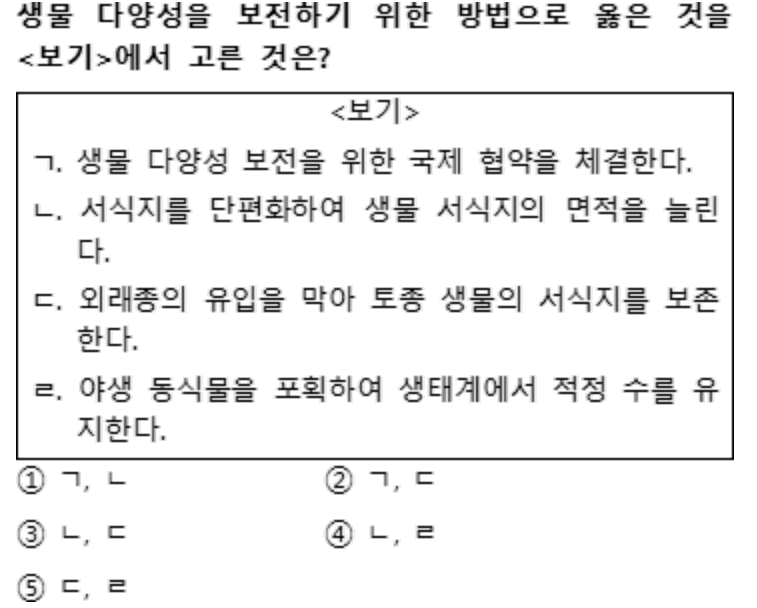 생물 다양성을 보전하기 위한 방법으로 옳은 것을
<보기>에서 고른 것은?
<보기>
ㄱ. 생물 다양성 보전을 위한 국제 협약을 체결한다.
ㄴ. 서식지를 단편화하여 생물 서식지의 면적을 늘린
다.
ㄷ. 외래종의 유입을 막아 토종 생물의 서식지를 보존
한다.
ㄹ. 야생 동식물을 포획하여 생태계에서 적정 수를 유
지한다.
① ㄱ, ㄴ ② ㄱ, ㄷ
③ ㄴ, ㄷ ④ ㄴ, ㄹ
⑤ ㄷ, ㄹ